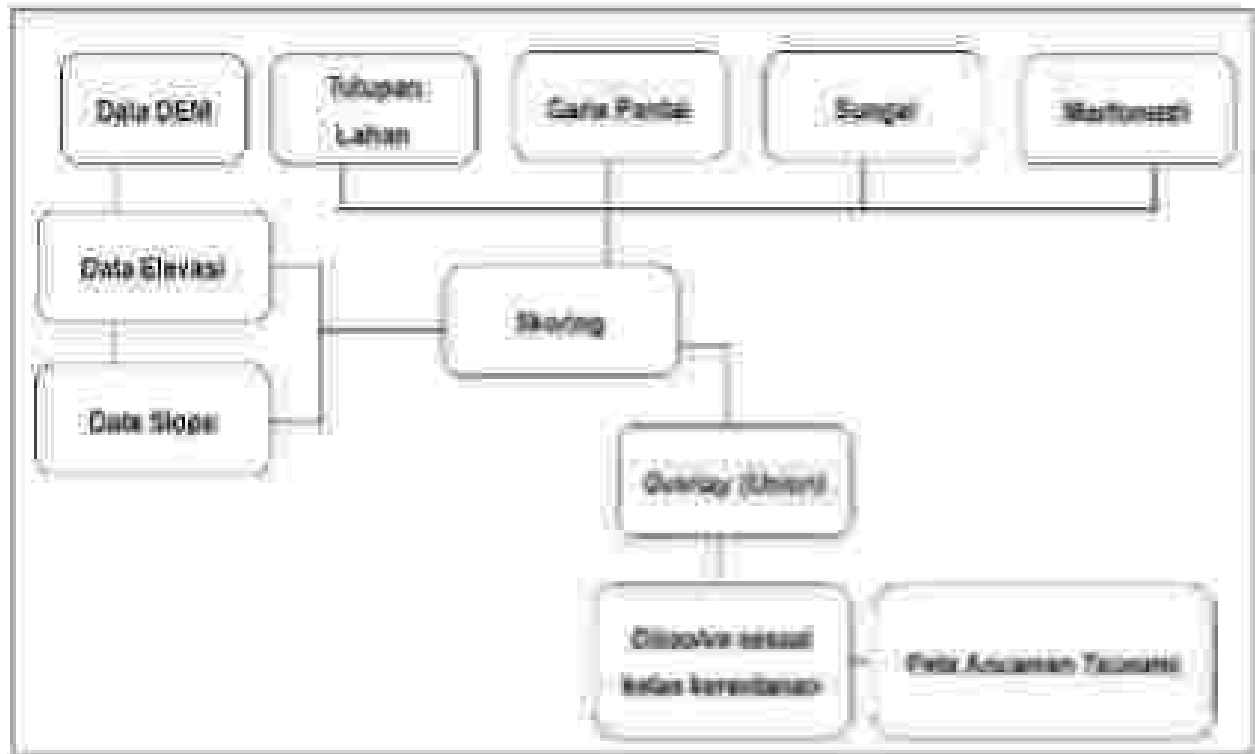 Data DEM
Tutupan
Lahan
Garis Pantai
Sungai
Data Elevasi
Skoring
Data Slope
Overlay (Union)
Dissolve sesuai
kelas kerentanan
Peta Ancaman Tsunami